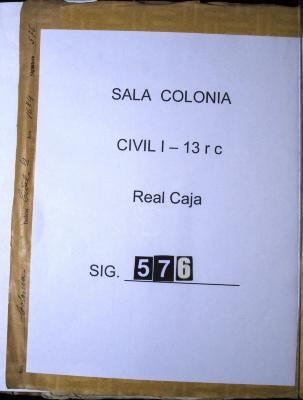 SALA COLONIA
CIVIL I – 13 r c
Real Caja
SIG. 576